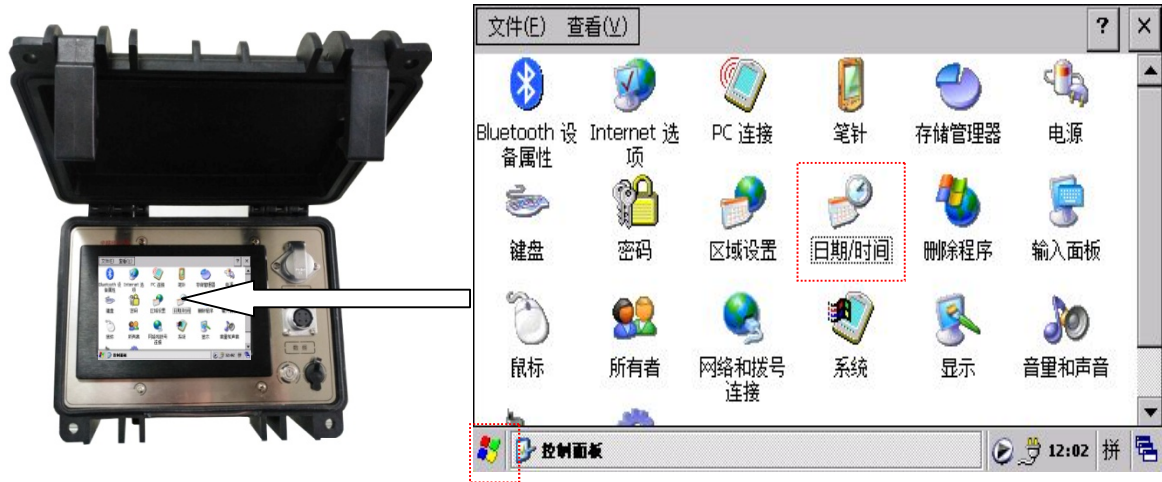 文件(F) 查看(V) ? ×
Bluetooth 设备属性
Internet 选项
PC 连接
笔针
存储管理器
电源
键盘
密码
区域设置
日期/时间
删除程序
输入面板
鼠标
所有者
网络和拨号连接
系统
显示
音量和声音
控制面板
12:02 拼